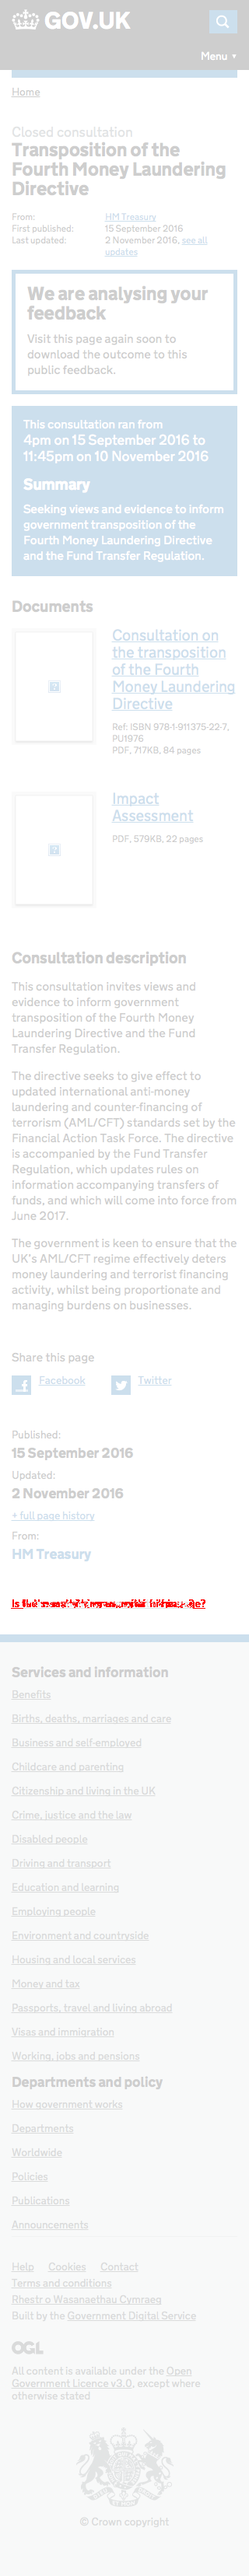 GOV.UK
Menu ▼
Home
Closed consultation
Transposition of the
Fourth Money Laundering
Directive
From: HM Treasury
First published: 15 September 2016
Last updated: 2 November 2016, see all
updates
We are analysing your
feedback
Visit this page again soon to
download the outcome to this
public feedback.
This consultation ran from
4pm on 15 September 2016 to
11:45pm on 10 November 2016
Summary
Seeking views and evidence to inform
government transposition of the
Fourth Money Laundering Directive
and the Fund Transfer Regulation.
Documents
Consultation on
the transposition
of the Fourth
Money Laundering
Directive
Ref: ISBN 978-1-911375-22-7,
PU1976
PDF, 717KB, 84 pages
Impact
Assessment
PDF, 579KB, 22 pages
Consultation description
This consultation invites views and
evidence to inform government
transposition of the Fourth Money
Laundering Directive and the Fund
Transfer Regulation.
The directive seeks to give effect to
updated international anti-money
laundering and counter-financing of
terrorism (AML/CFT) standards set by the
Financial Action Task Force. The directive
is accompanied by the Fund Transfer
Regulation, which updates rules on
information accompanying transfers of
funds, and which will come into force from
June 2017.
The government is keen to ensure that the
UK's AML/CFT regime effectively deters
money laundering and terrorist financing
activity, whilst being proportionate and
managing burdens on businesses.
Share this page
Facebook Twitter
Published:
15 September 2016
Updated:
2 November 2016
+ full page history
From:
HM Treasury
Is
Services and information
Benefits
Births, deaths, marriages and care
Business and self-employed
Childcare and parenting
Citizenship and living in the UK
Crime, justice and the law
Disabled people
Driving and transport
Education and learning
Employing people
Environment and countryside
Housing and local services
Money and tax
Passports, travel and living abroad
Visas and immigration
Working, jobs and pensions
Departments and policy
How government works
Departments
Worldwide
Policies
Publications
Announcements
Help Cookies Contact
Terms and conditions
Rhestr o Wasanaethau Cymraeg
Built by the Government Digital Service
OGL
All content is available under the Open
Government Licence v3.0, except where
otherwise stated
© Crown copyright